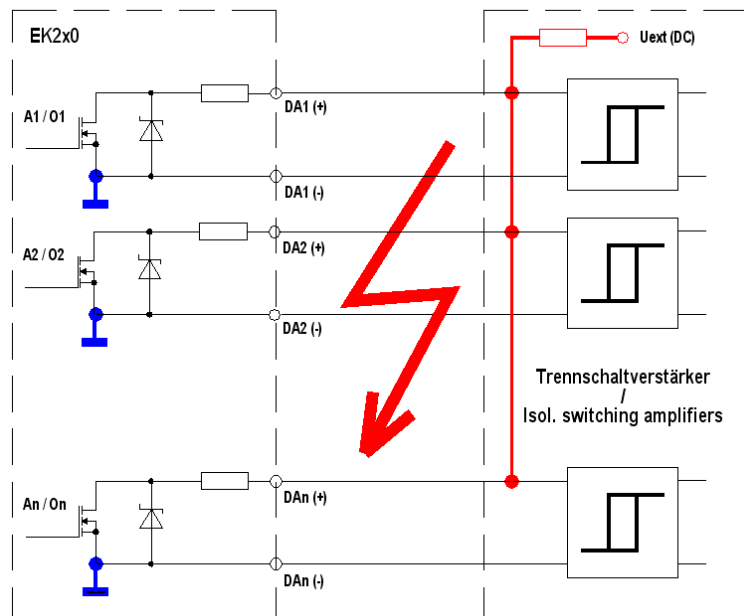 EK2x0
Uext (DC)
A1 / O1
DA1 (+)
DA1 (-)
A2 / O2
DA2 (+)
DA2 (-)
Trennschaltverstärker
/
Isol. switching amplifiers
An / On
DAn (+)
DAn (-)